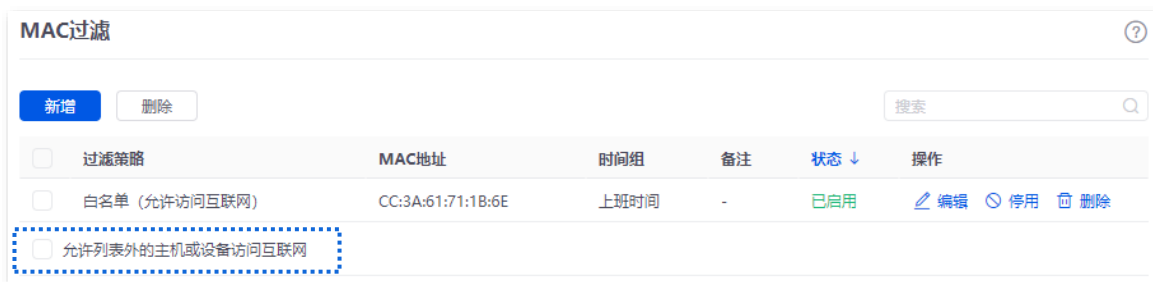 MAC过滤
新增 删除 搜索
过滤策略 MAC地址 时间组 备注 状态 ↓ 操作
白名单（允许访问互联网） CC:3A:61:71:1B:6E 上班时间 - 已启用 编辑 停用 删除
允许列表外的主机或设备访问互联网